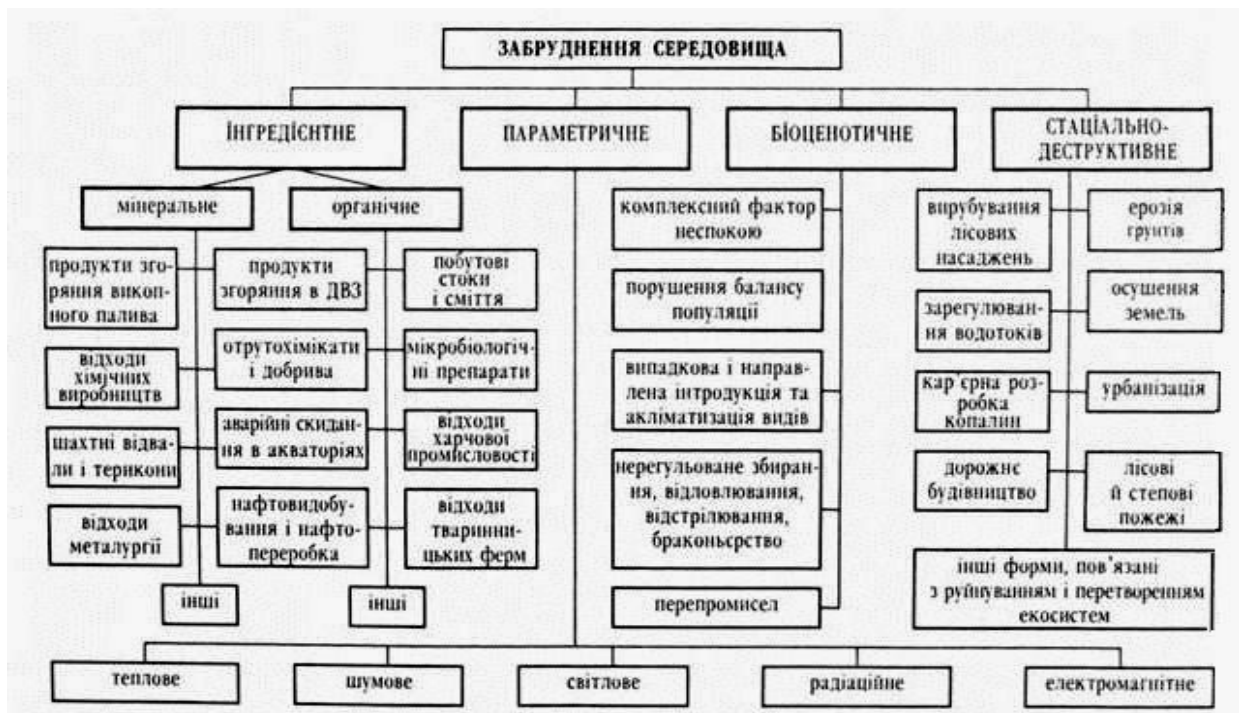 ЗАБРУДНЕННЯ СЕРЕДОВИЩА
ІНГРЕДІЄНТНЕ
ПАРАМЕТРИЧНЕ
БІОЦЕНОТИЧНЕ
СТАЦІАЛЬНО-
ДЕСТРУКТИВНЕ
мінеральне
органічне
продукти зго-
ряння викоп-
ного палива
відходи
хімічних
виробництв
шахтні відва-
ли і терикони
відходи
металургії
інші
продукти
згоряння в ДВЗ
отрутохімікати
і добрива
аварійні скидан-
ня в акваторіях
нафтовидобу-
вання і нафто-
переробка
побутові
стоки
і сміття
мікробіологіч-
ні препарати
відходи
харчової
промисловості
відходи
тваринни-
цьких ферм
інші
комплексний фактор
неспокою
порушення балансу
популяції
випадкова і направ-
лена інтродукція та
акліматизація видів
нерегульоване збиран-
ня, відловлювання,
відстрілювання,
браконьєрство
перепромисел
вирубування
лісових
насаджень
зарегулюван-
ня водотоків
кар’єрна роз-
робка
копалин
дорожнє
будівництво
ерозія
грунтів
осушення
земель
урбанізація
лісові
й степові
пожежі
інші форми, пов’язані
з руйнуванням і перетворенням
екосистем
теплове
шумове
світлове
радіаційне
електромагнітне